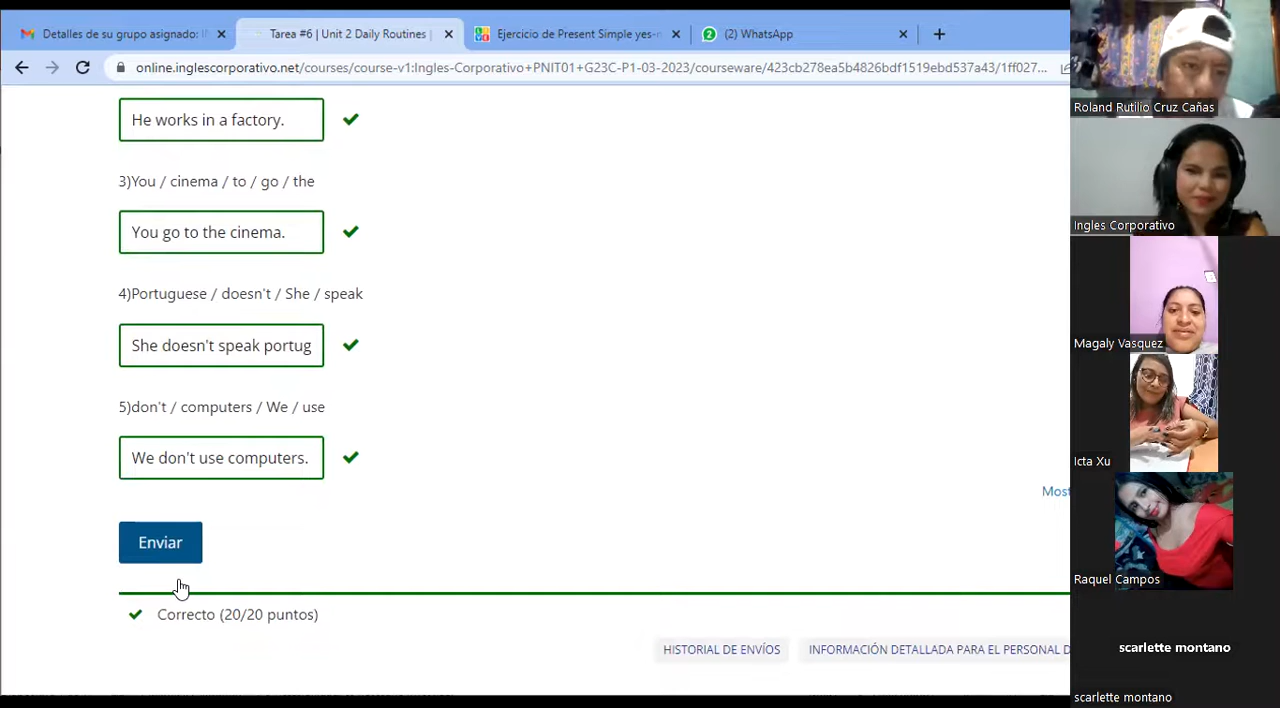 Detalles de su grupo asignado: I
Tarea #6 | Unit 2 Daily Routines |
Ejercicio de Present Simple yes-
(2) WhatsApp
online.inglescorporativo.net/courses/course-v1:Ingles-Corporativo+PNIT01+G23C-P1-03-2023/courseware/423cb278ea5b4826bdf1519ebd537a43/1ff027...
He works in a factory.
3)You / cinema / to / go / the
You go to the cinema.
4)Portuguese / doesn't / She / speak
She doesn't speak portug
5)don't / computers / We / use
We don't use computers.
Most
Enviar
Correcto (20/20 puntos)
HISTORIAL DE ENVÍOS
INFORMACIÓN DETALLADA PARA EL PERSONAL D
Roland Rutilio Cruz Cañas
Ingles Corporativo
Magaly Vasquez
Icta Xu
Raquel Campos
scarlette montano
scarlette montano